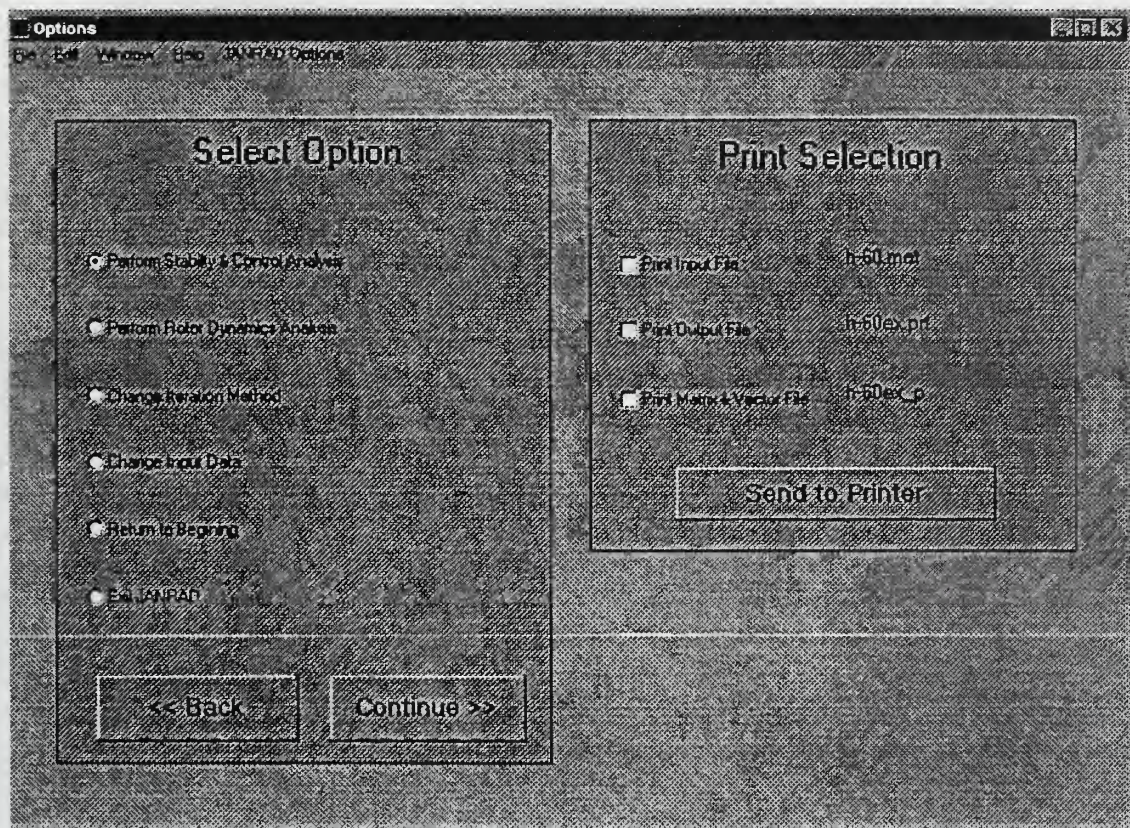 Options
File Edit Window Help JANRAD Options
Select Option
Perform Stability & Control Analysis
Perform Rotor Dynamics Analysis
Change Iteration Method
Change Input Data
Return to Begining
Exit JANRAD
<< Back
Continue >>
Print Selection
Print Input File h-60.mat
Print Output File h-60ex.prf
Print Matrix & Vector File h-60ex_p
Send to Printer